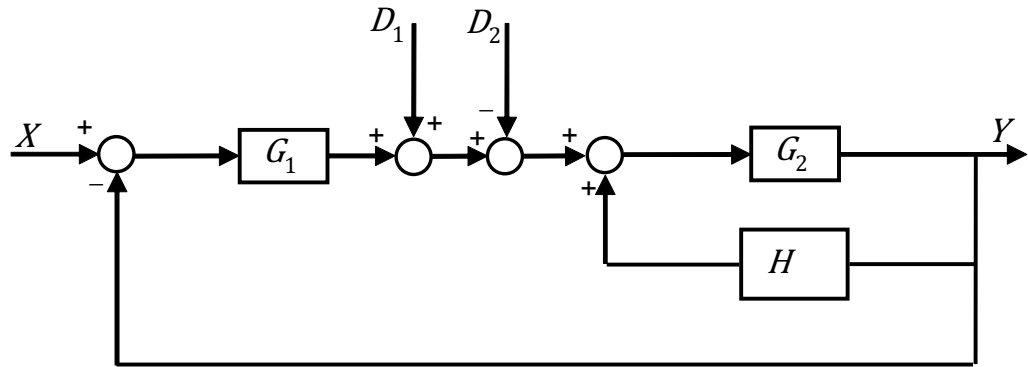 D₁ D₂
X + − G₁ + + + − + + G₂ Y
H